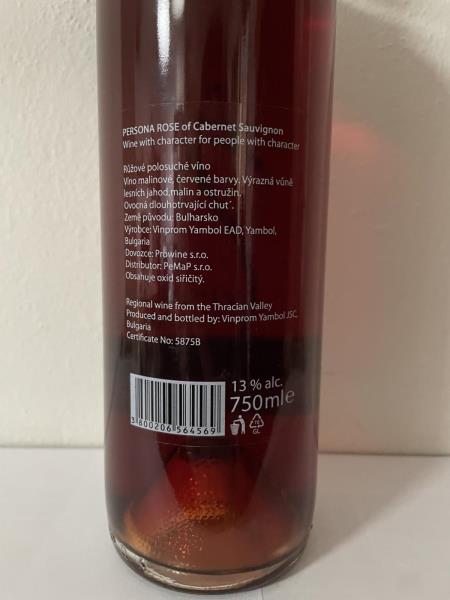 PERSONA ROSE of Cabernet Sauvignon
Wine with character for people with character
Růžové polosuché víno
Víno malinové, červené barvy. Výrazná vůně
lesních jahod,malin a ostružin.
Ovocná dlouhotrvající chut´.
Země původu: Bulharsko
Výrobce: Vinprom Yambol EAD, Yambol,
Bulgaria
Dovozce: Prowine s.r.o.
Distributor: PeMaP s.r.o.
Obsahuje oxid siřičitý.
Regional wine from the Thracian Valley
Produced and bottled by: Vinprom Yambol JSC,
Bulgaria
Certificate No: 5875B
13 % alc.
750mle
3 800206 564569
GL